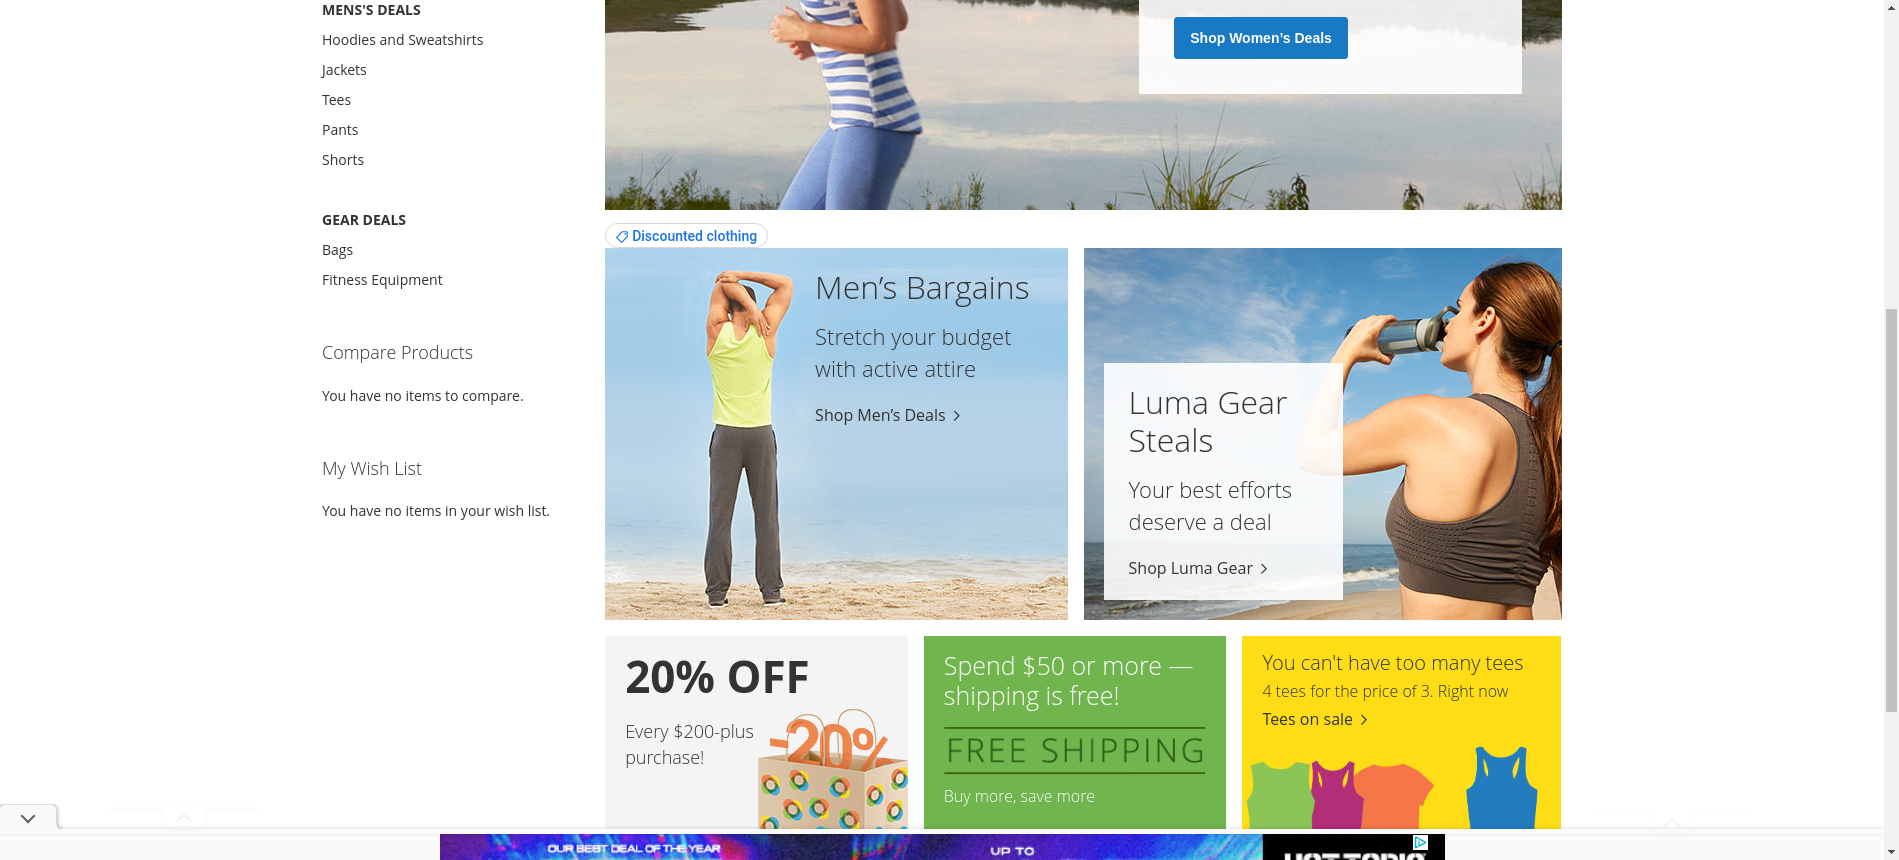 MENS'S DEALS
Hoodies and Sweatshirts
Jackets
Tees
Pants
Shorts
GEAR DEALS
Bags
Fitness Equipment
Compare Products
You have no items to compare.
My Wish List
You have no items in your wish list.
Shop Women’s Deals
Discounted clothing
Men’s Bargains
Stretch your budget
with active attire
Shop Men’s Deals
Luma Gear
Steals
Your best efforts
deserve a deal
Shop Luma Gear
20% OFF
Every $200-plus
purchase!
-20%
Spend $50 or more —
shipping is free!
FREE SHIPPING
Buy more, save more
You can't have too many tees
4 tees for the price of 3. Right now
Tees on sale
OUR BEST DEAL OF THE YEAR
UP TO
HOT TOPIC